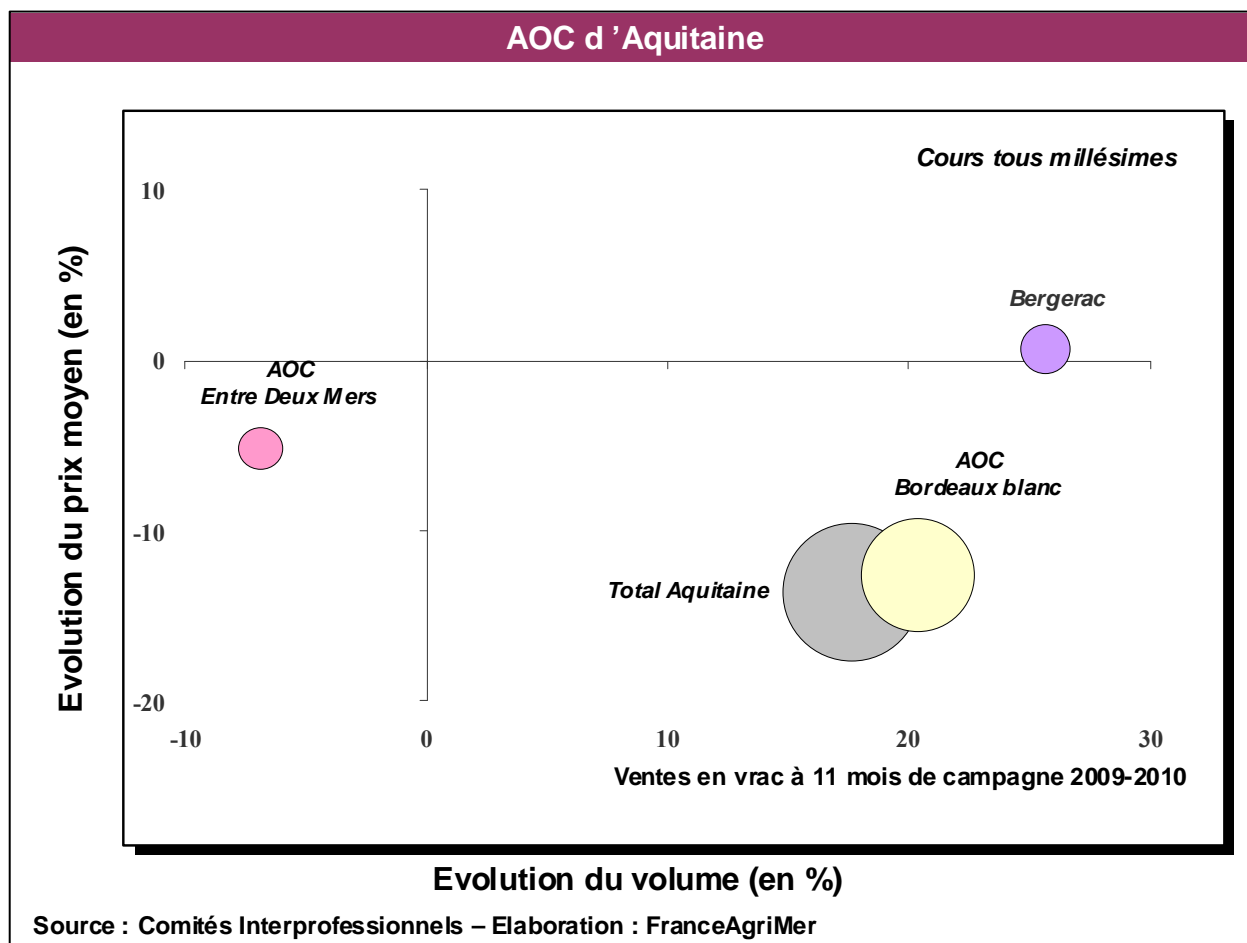 AOC d ’Aquitaine
Cours tous millésimes
Evolution du prix moyen (en %)
10
Bergerac
0
AOC
Entre Deux Mers
AOC
Bordeaux blanc
-10
Total Aquitaine
-20
-10 0 10 20 30
Ventes en vrac à 11 mois de campagne 2009-2010
Evolution du volume (en %)
Source : Comités Interprofessionnels – Elaboration : FranceAgriMer